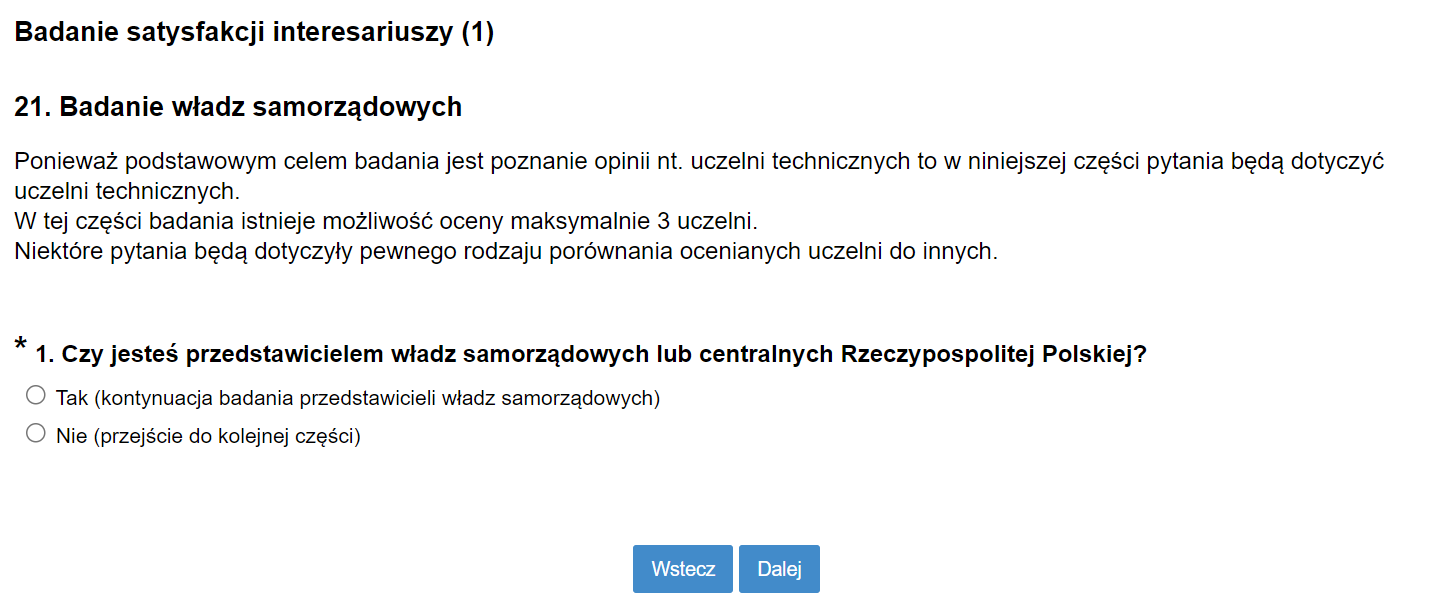 Badanie satysfakcji interesariuszy (1)
21. Badanie władz samorządowych
Ponieważ podstawowym celem badania jest poznanie opinii nt. uczelni technicznych to w niniejszej części pytania będą dotyczyć
uczelni technicznych.
W tej części badania istnieje możliwość oceny maksymalnie 3 uczelni.
Niektóre pytania będą dotyczyły pewnego rodzaju porównania ocenianych uczelni do innych.
* 1. Czy jesteś przedstawicielem władz samorządowych lub centralnych Rzeczypospolitej Polskiej?
Tak (kontynuacja badania przedstawicieli władz samorządowych)
Nie (przejście do kolejnej części)
Wstecz Dalej